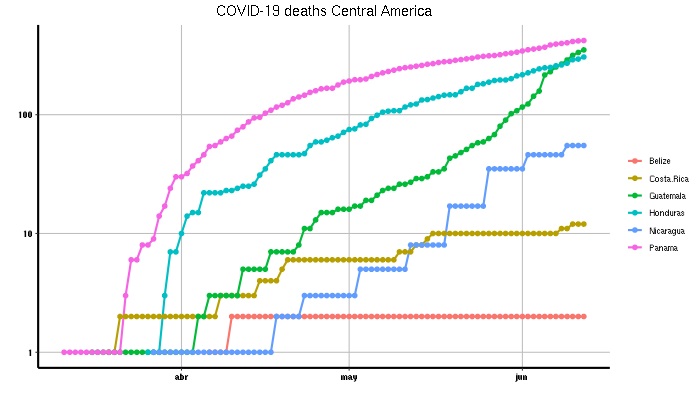 COVID-19 deaths Central America
100
10
1
abr
may
jun
Belize
Costa.Rica
Guatemala
Honduras
Nicaragua
Panama